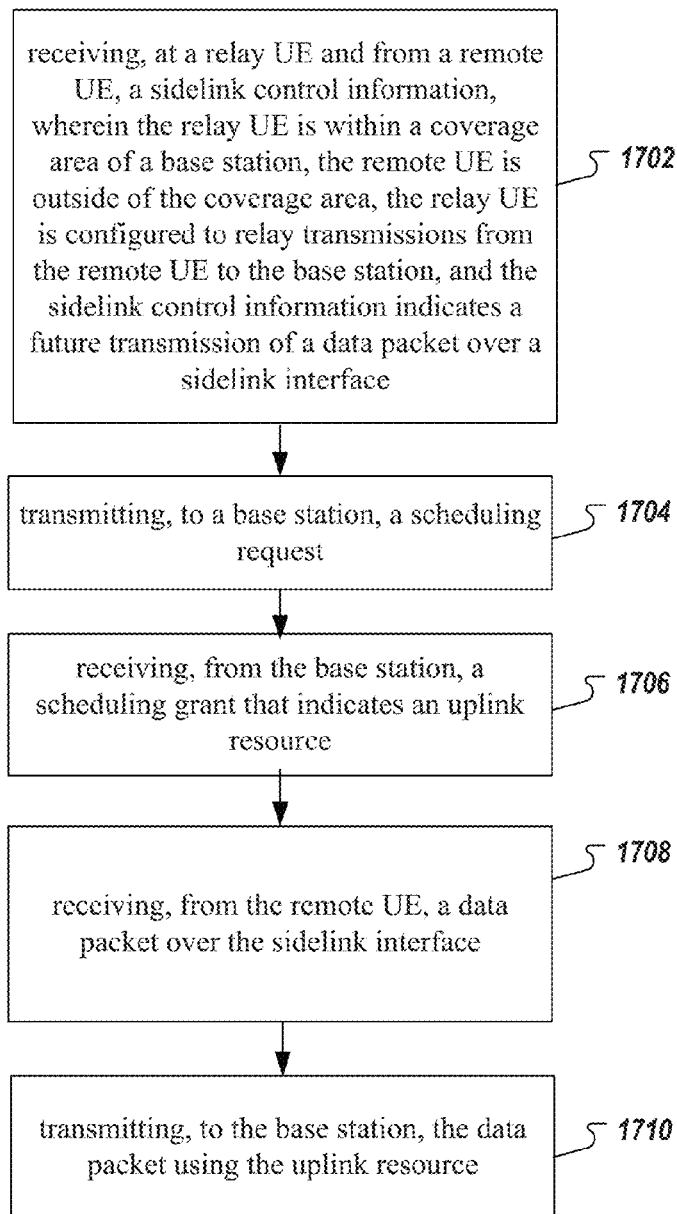 receiving, at a relay UE and from a remote
UE, a sidelink control information,
wherein the relay UE is within a coverage
area of a base station, the remote UE is
outside of the coverage area, the relay UE
is configured to relay transmissions from
the remote UE to the base station, and the
sidelink control information indicates a
future transmission of a data packet over a
sidelink interface
1702
transmitting, to a base station, a scheduling
request
1704
receiving, from the base station, a
scheduling grant that indicates an uplink
resource
1706
receiving, from the remote UE, a data
packet over the sidelink interface
1708
transmitting, to the base station, the data
packet using the uplink resource
1710